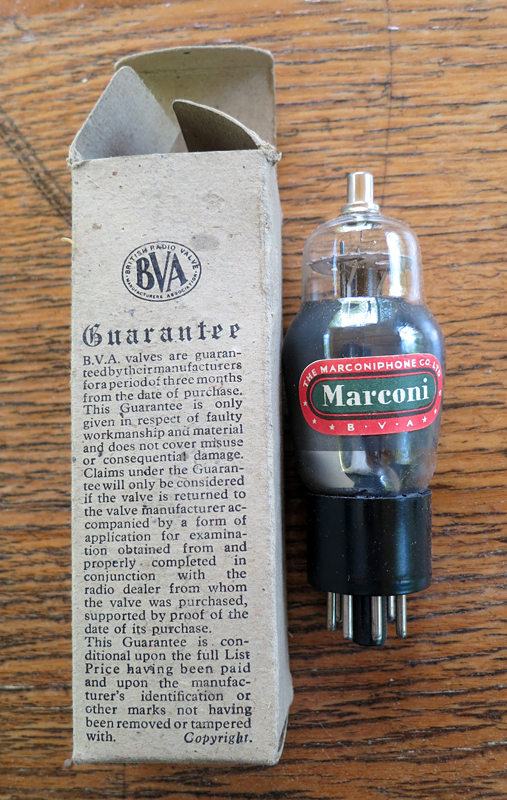 BRITISH RADIO VALVE
BVA
MANUFACTURERS ASSOCIATION
Guarantee
B.V.A. valves are guaran-
teed by their manufacturers
for a period of three months
from the date of purchase.
This Guarantee is only
given in respect of faulty
workmanship and material
and does not cover misuse
or consequential damage.
Claims under the Guaran-
tee will only be considered
if the valve is returned to
the valve manufacturer ac-
companied by a form of
application for examina-
tion obtained from and
properly completed in
conjunction with the
radio dealer from whom
the valve was purchased,
supported by proof of the
date of its purchase.
This Guarantee is con-
ditional upon the full List
Price having been paid
and upon the manufac-
turer's identification or
other marks not having
been removed or tampered
with. Copyright.
THE MARCONIPHONE CO. LTD
Marconi
B·V·A